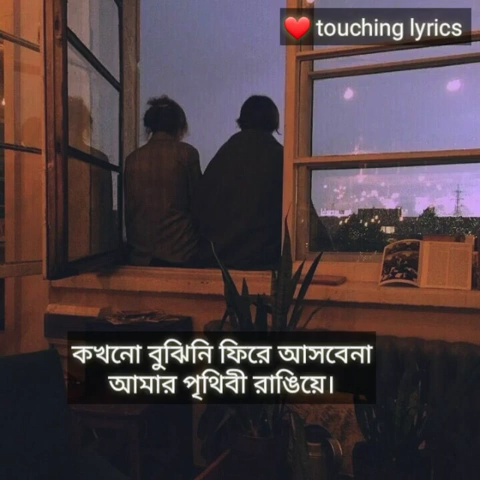 ❤️ touching lyrics
কখনো বুঝিনি ফিরে আসবেনা
আমার পৃথিবী রাঙিয়ে।